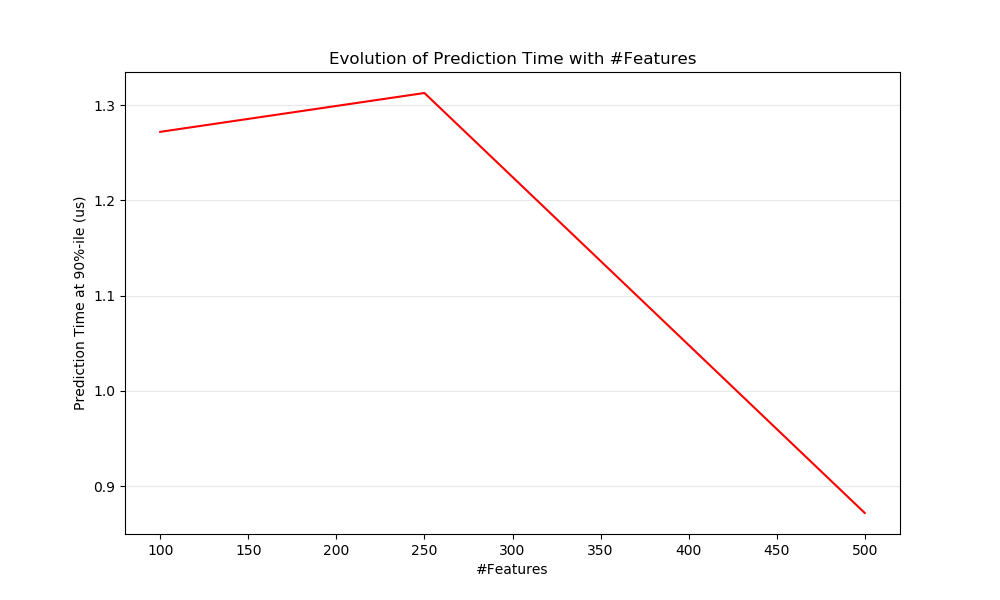 Evolution of Prediction Time with #Features
Prediction Time at 90%-ile (us)
1.3
1.2
1.1
1.0
0.9
100 150 200 250 300 350 400 450 500
#Features